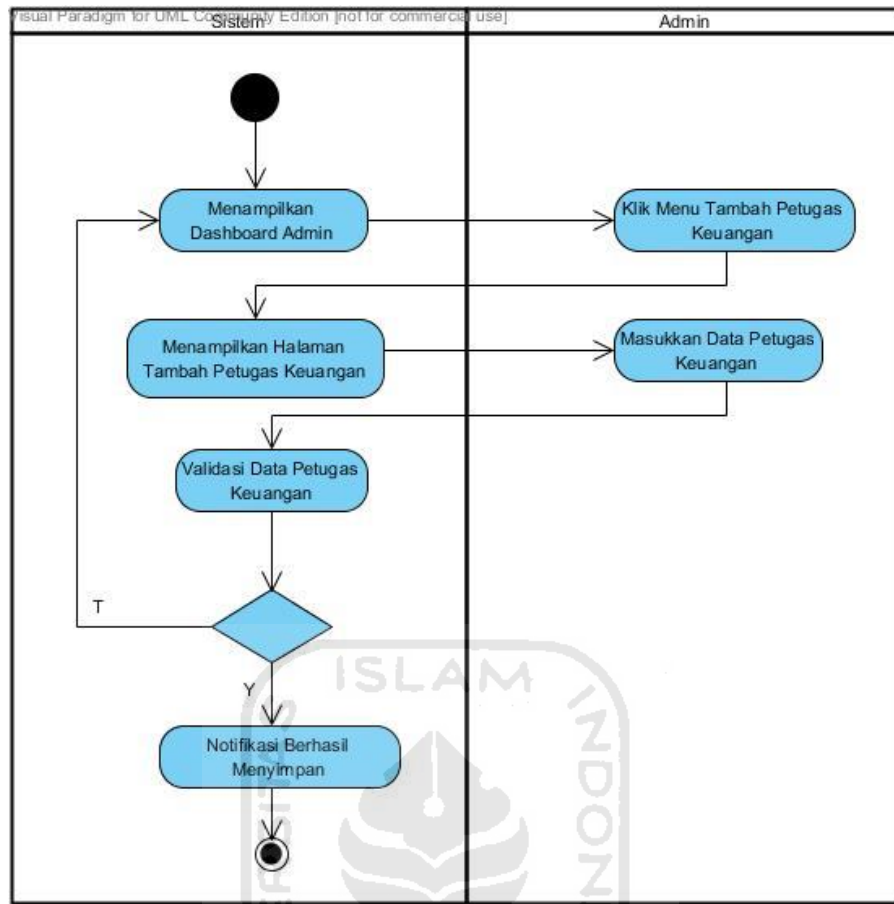 Visual Paradigm for UML Community Edition [not for commercial use]
Sistem
Admin
Menampilkan
Dashboard Admin
Klik Menu Tambah Petugas
Keuangan
Menampilkan Halaman
Tambah Petugas Keuangan
Masukkan Data Petugas
Keuangan
Validasi Data Petugas
Keuangan
T
Y
ISLAM
Notifikasi Berhasil
Menyimpan